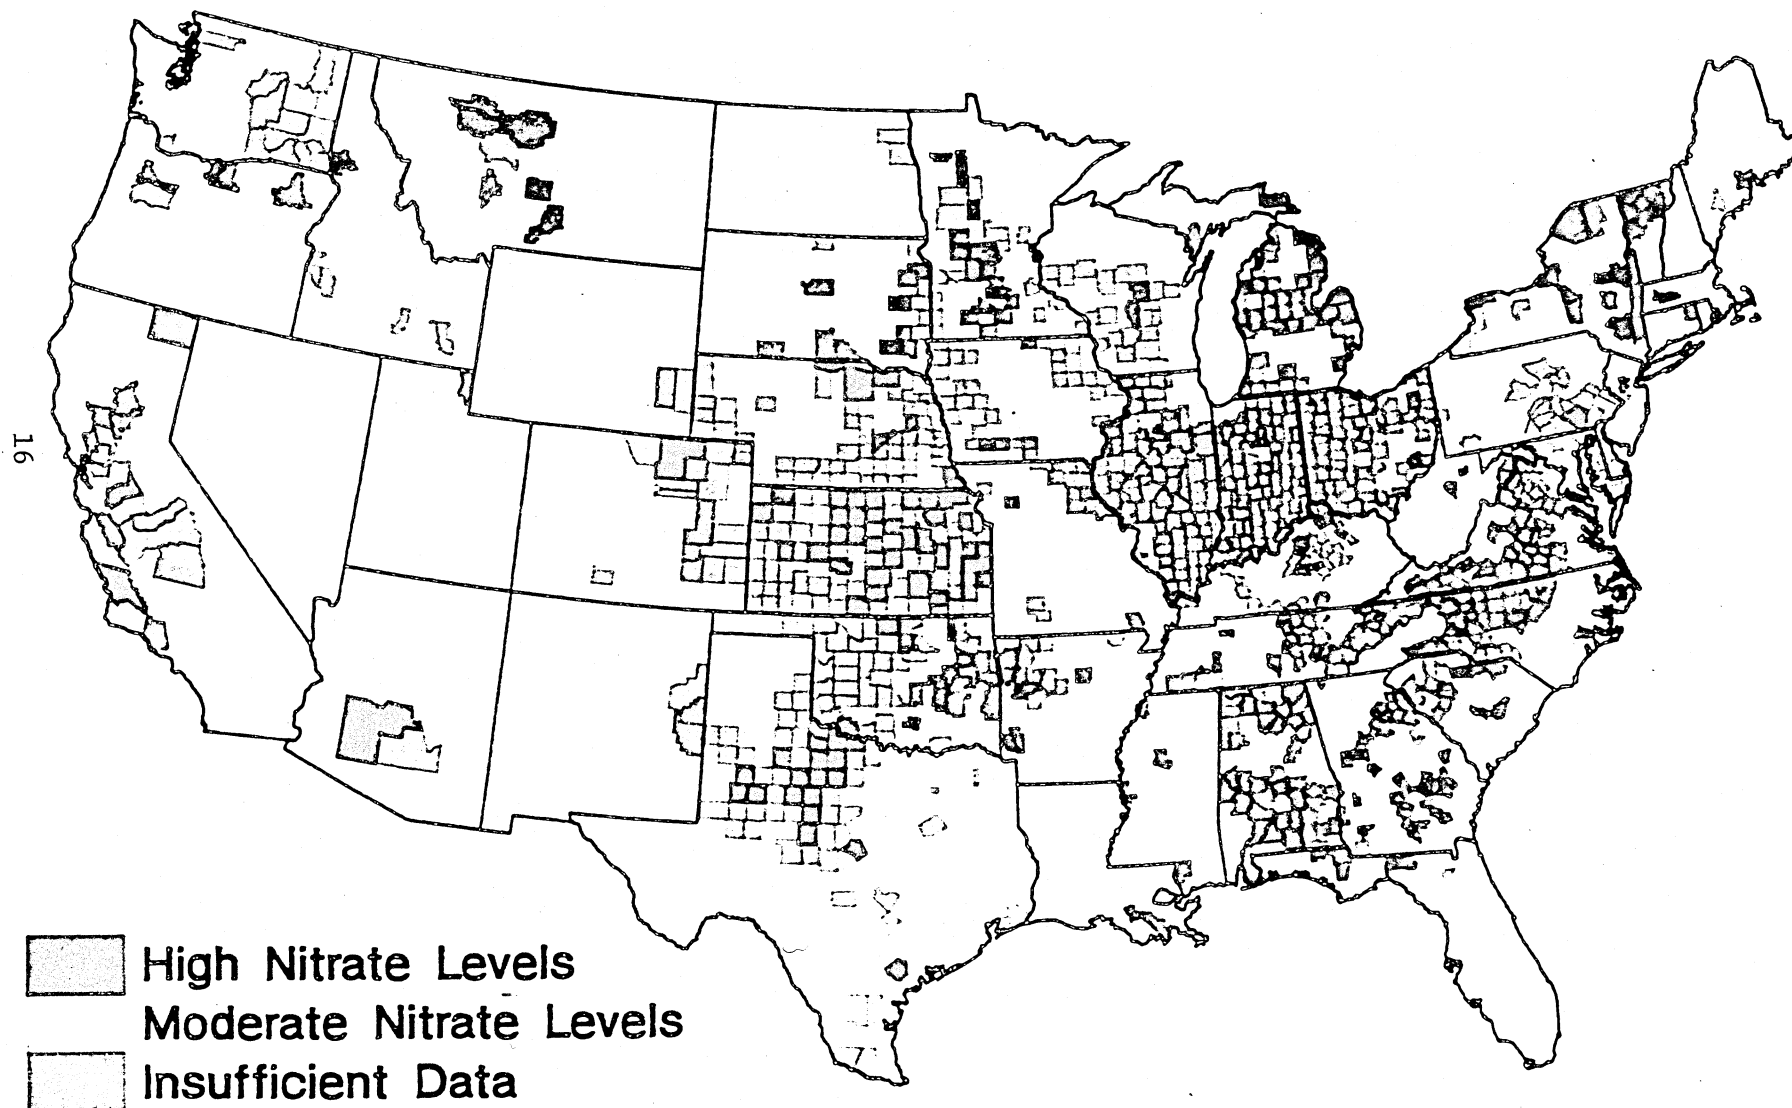 16
High Nitrate Levels
Moderate Nitrate Levels
Insufficient Data